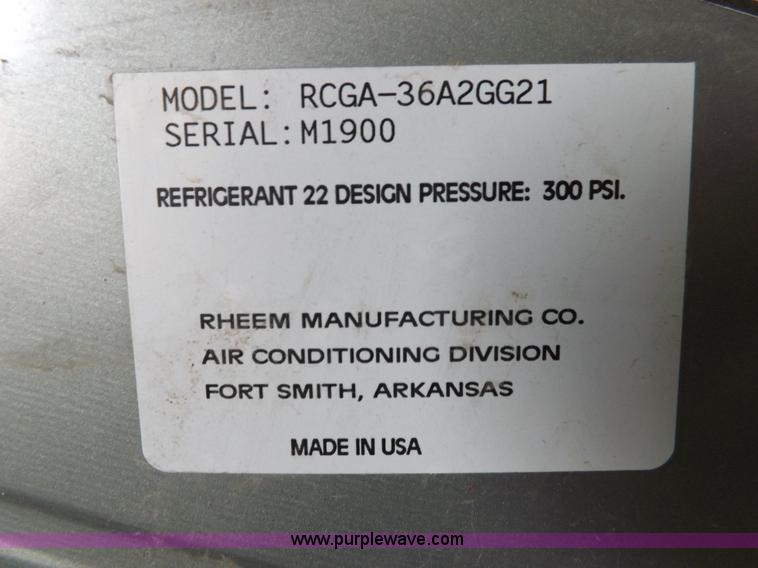 MODEL: RCGA-36A2GG21
SERIAL: M1900
REFRIGERANT 22 DESIGN PRESSURE: 300 PSI.
RHEEM MANUFACTURING CO.
AIR CONDITIONING DIVISION
FORT SMITH, ARKANSAS
MADE IN USA
www.purplewave.com